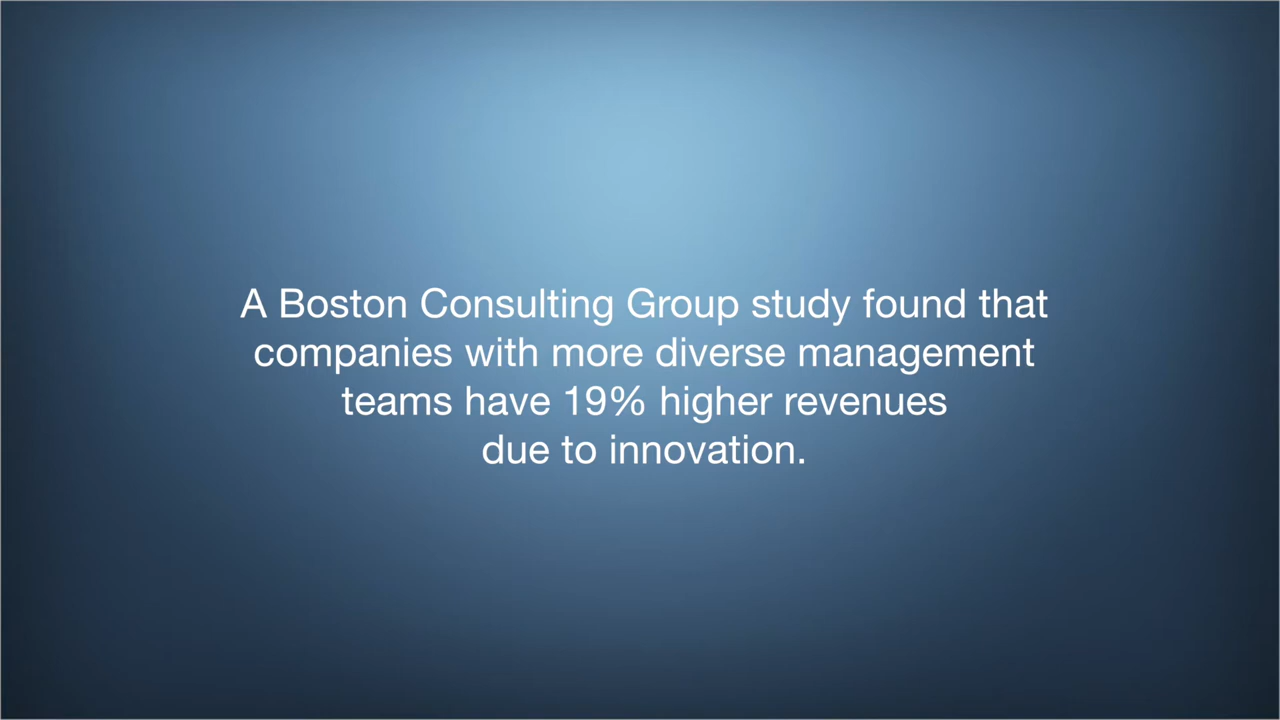 A Boston Consulting Group study found that
companies with more diverse management
teams have 19% higher revenues
due to innovation.